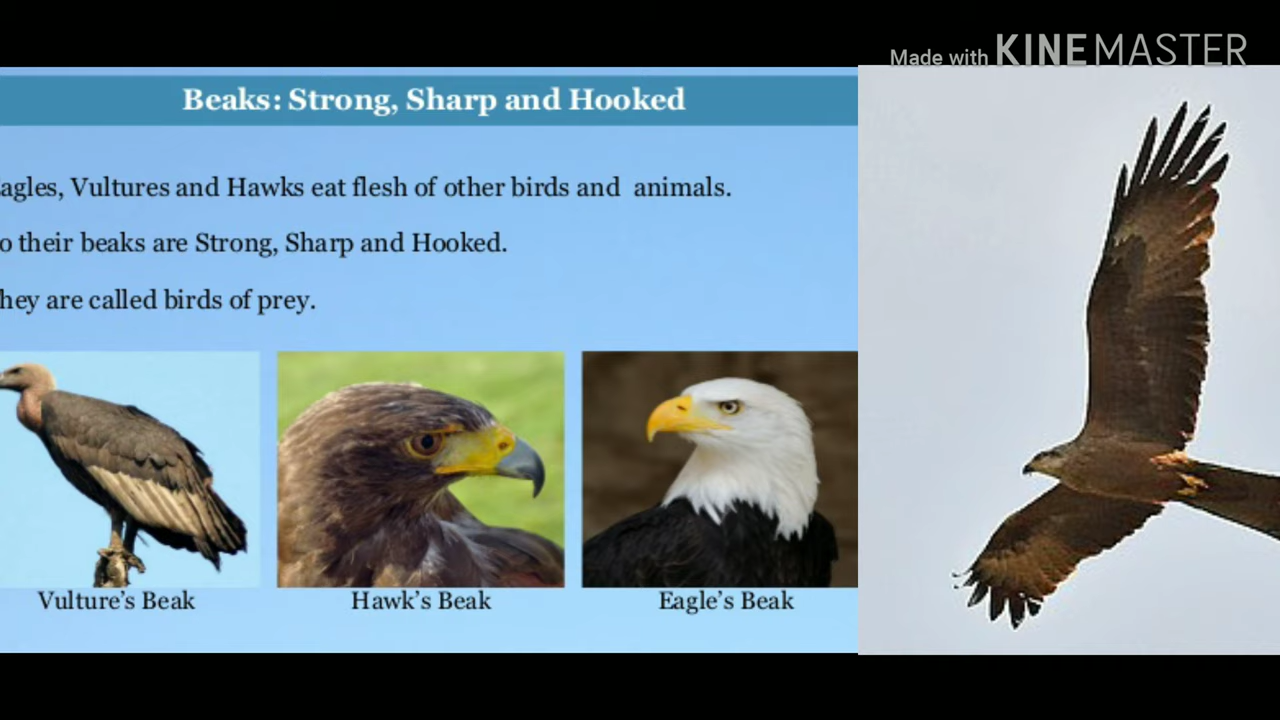 Made with KINEMASTER
Beaks: Strong, Sharp and Hooked
agles, Vultures and Hawks eat flesh of other birds and animals.
o their beaks are Strong, Sharp and Hooked.
hey are called birds of prey.
Vulture’s Beak
Hawk’s Beak
Eagle’s Beak